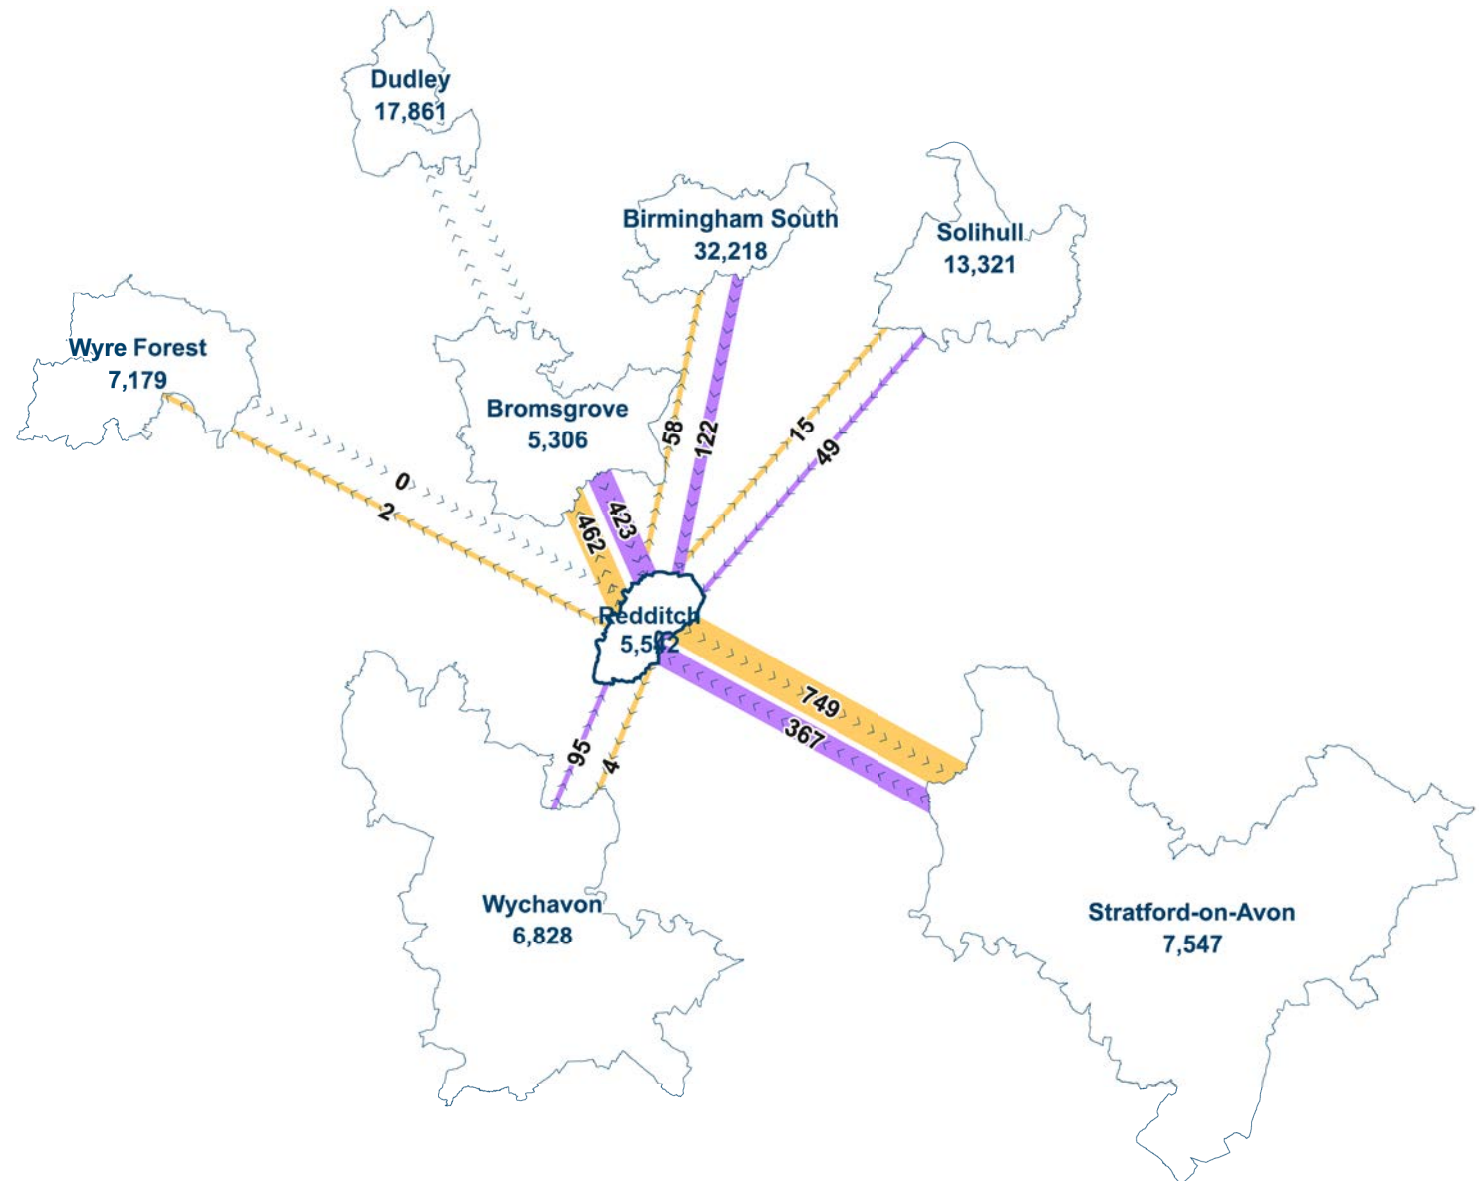 Dudley
17,861
Birmingham South
32,218
Solihull
13,321
Wyre Forest
7,179
Bromsgrove
5,306
58
122
15
49
0
2
423
462
Redditch
5,542
749
367
95
4
Wychavon
6,828
Stratford-on-Avon
7,547